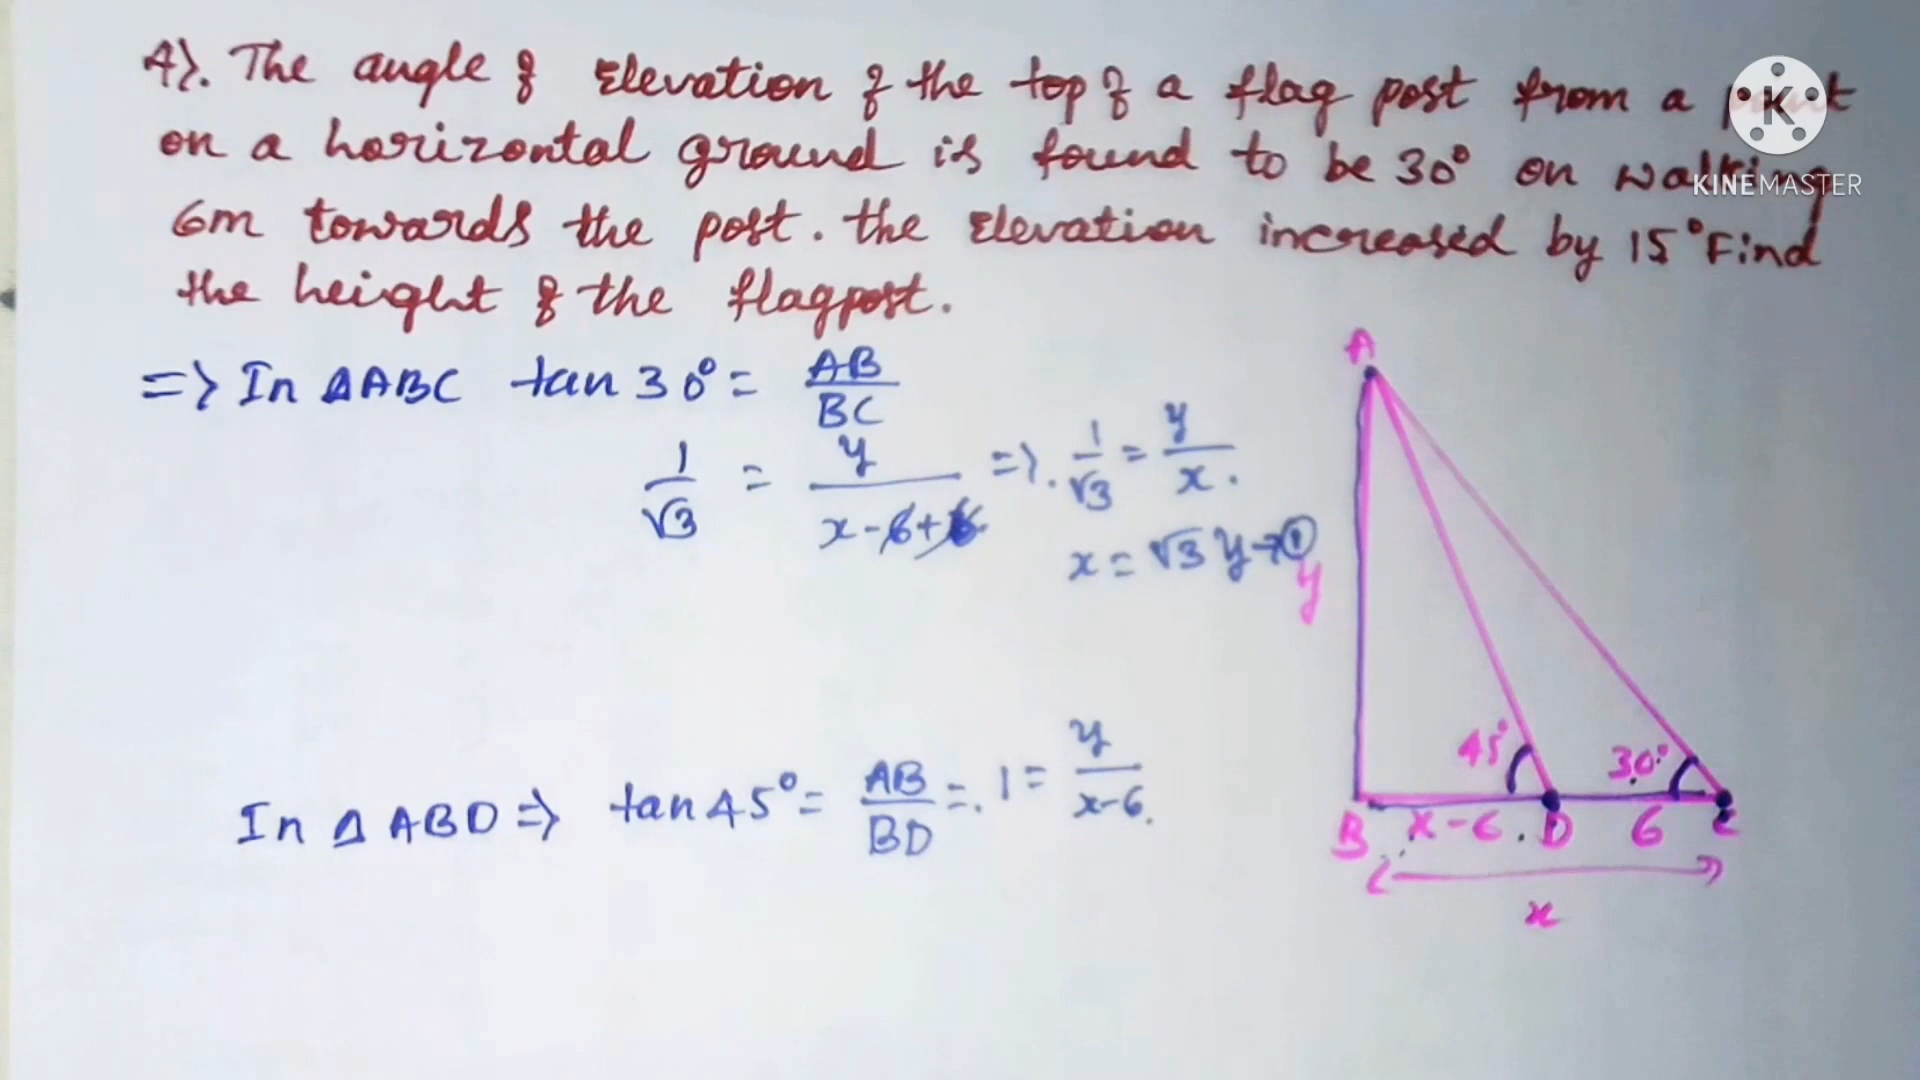 4). The angle of Elevation of the top of a flag post from a point
on a horizontal ground is found to be 30° on walking
6m towards the post. the Elevation increased by 15° Find
the height of the flagpost.
=> In △ABC tan 30° = AB/BC
1/√3 = y/x-6+6 => 1/√3 = y/x.
x = √3 y → ①
In △ ABD => tan 45° = AB/BD = 1 = y/x-6.
A
y
45° 30°
B x-6 D 6 C
x
K
KINEMASTER